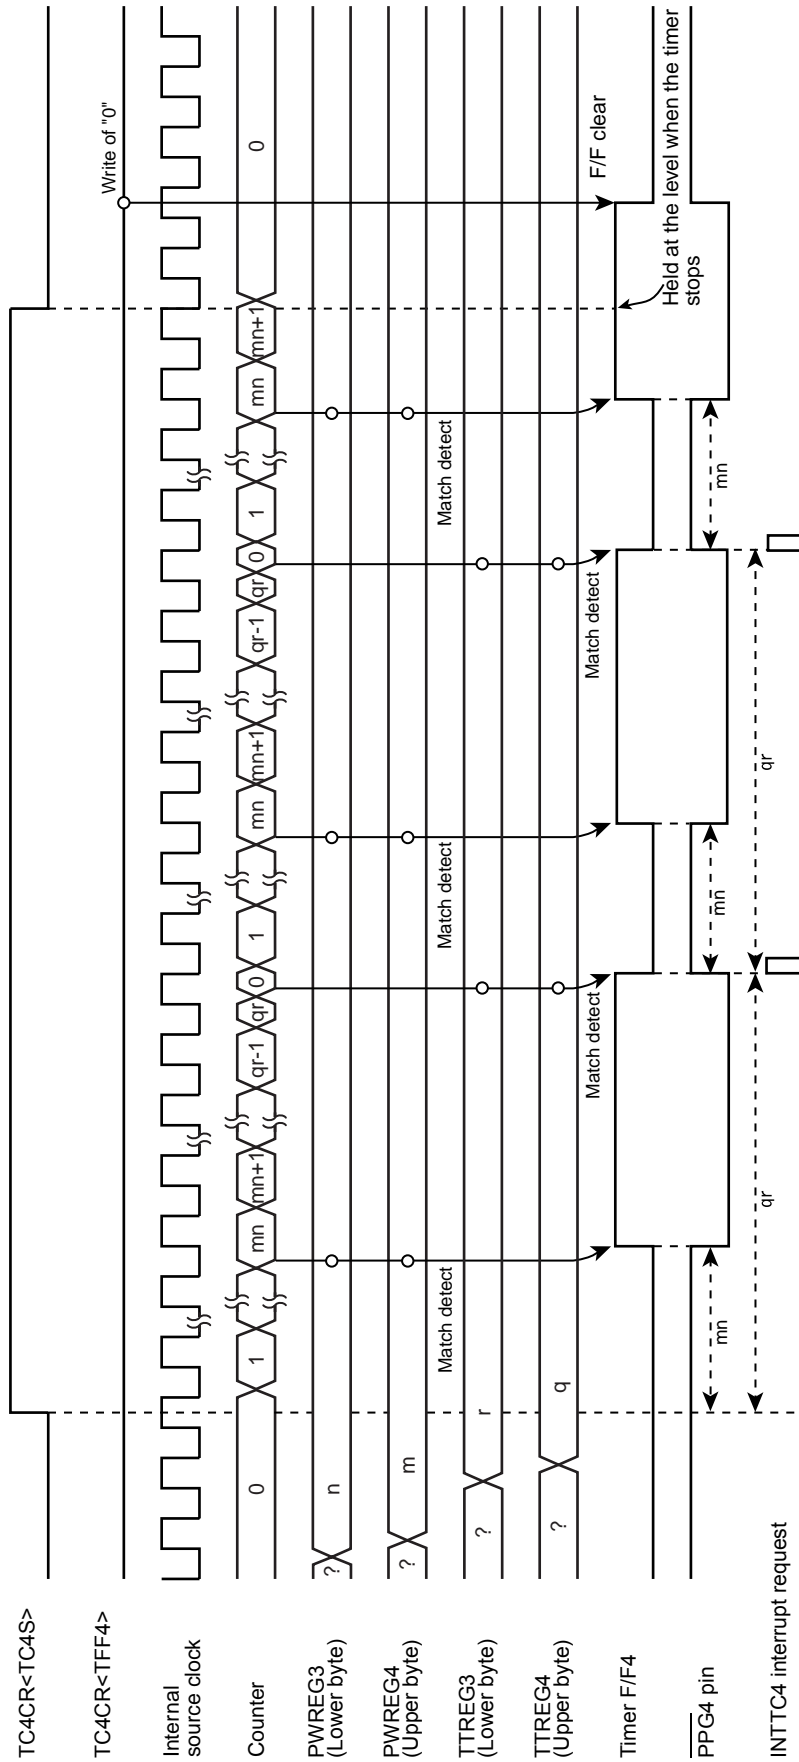 TC4CR<TC4S>
TC4CR<TFF4>
Write of "0"
Internal
source clock
Counter
0
1
mn
mn+1
qr-1
qr
0
1
mn
mn+1
qr-1
qr
0
1
mn
mn+1
0
PWREG3
(Lower byte)
?
n
PWREG4
(Upper byte)
?
m
Match detect
Match detect
Match detect
TTREG3
(Lower byte)
?
r
TTREG4
(Upper byte)
?
q
Match detect
Match detect
F/F clear
Timer F/F4
Held at the level when the timer
stops
PPG4 pin
mn
mn
mn
qr
qr
INTTC4 interrupt request